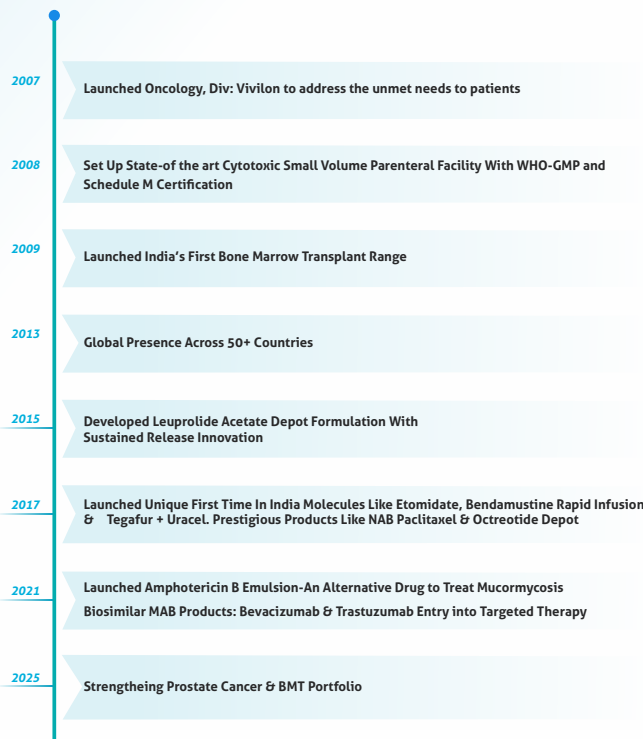 2007
Launched Oncology, Div: Vivilon to address the unmet needs to patients
2008
Set Up State-of the art Cytotoxic Small Volume Parenteral Facility With WHO-GMP and
Schedule M Certification
2009
Launched India's First Bone Marrow Transplant Range
2013
Global Presence Across 50+ Countries
2015
Developed Leuprolide Acetate Depot Formulation With
Sustained Release Innovation
2017
Launched Unique First Time In India Molecules Like Etomidate, Bendamustine Rapid Infusion
& Tegafur + Uracel. Prestigious Products Like NAB Paclitaxel & Octreotide Depot
2021
Launched Amphotericin B Emulsion-An Alternative Drug to Treat Mucormycosis
Biosimilar MAB Products: Bevacizumab & Trastuzumab Entry into Targeted Therapy
2025
Strengtheing Prostate Cancer & BMT Portfolio